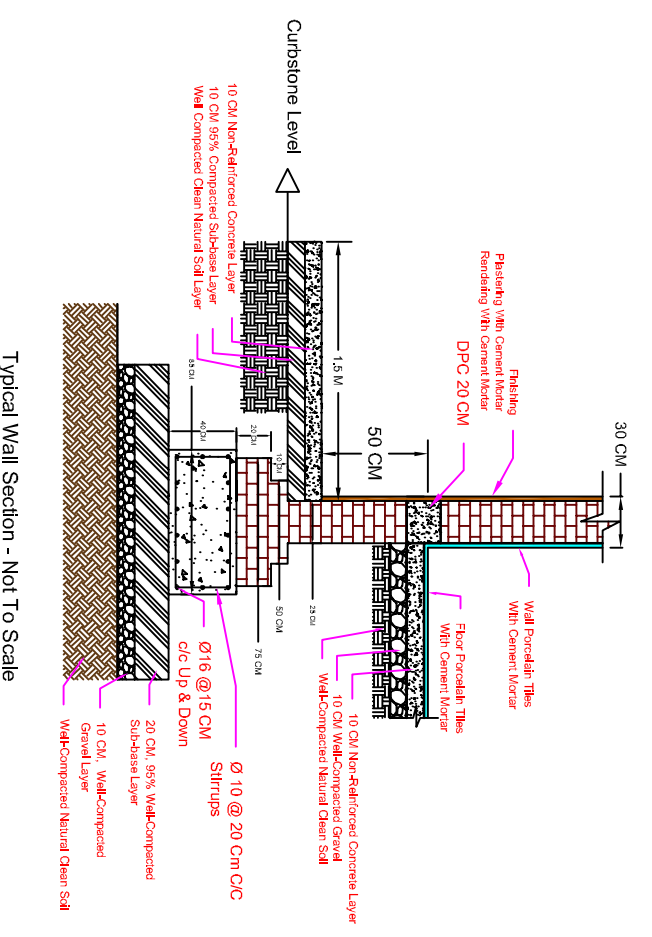 30 CM
Finishing
Plastering With Cement Mortar
Rendering With Cement Mortar
DPC 20 CM
Wall Porcelain Tiles
With Cement Mortar
50 CM
Floor Porcelain Tiles
With Cement Mortar
1,5 M
Curbstone Level
10 CM Non-Reinforced Concrete Layer
10 CM Well-Compacted Gravel
Well-Compacted Natural Clean Soil
10 CM Non-Reinforced Concrete Layer
10 CM 95% Compacted Sub-base Layer
Well Compacted Clean Natural Soil Layer
25 CM
10 CM
50 CM
20 CM
75 CM
40 CM
85 CM
Ø 10 @ 20 Cm C/C
Stirrups
Ø16 @15 CM
c/c Up & Down
20 CM, 95% Well-Compacted
Sub-base Layer
10 CM, Well-Compacted
Gravel Layer
Well-Compacted Natural Clean Soil
Typical Wall Section - Not To Scale